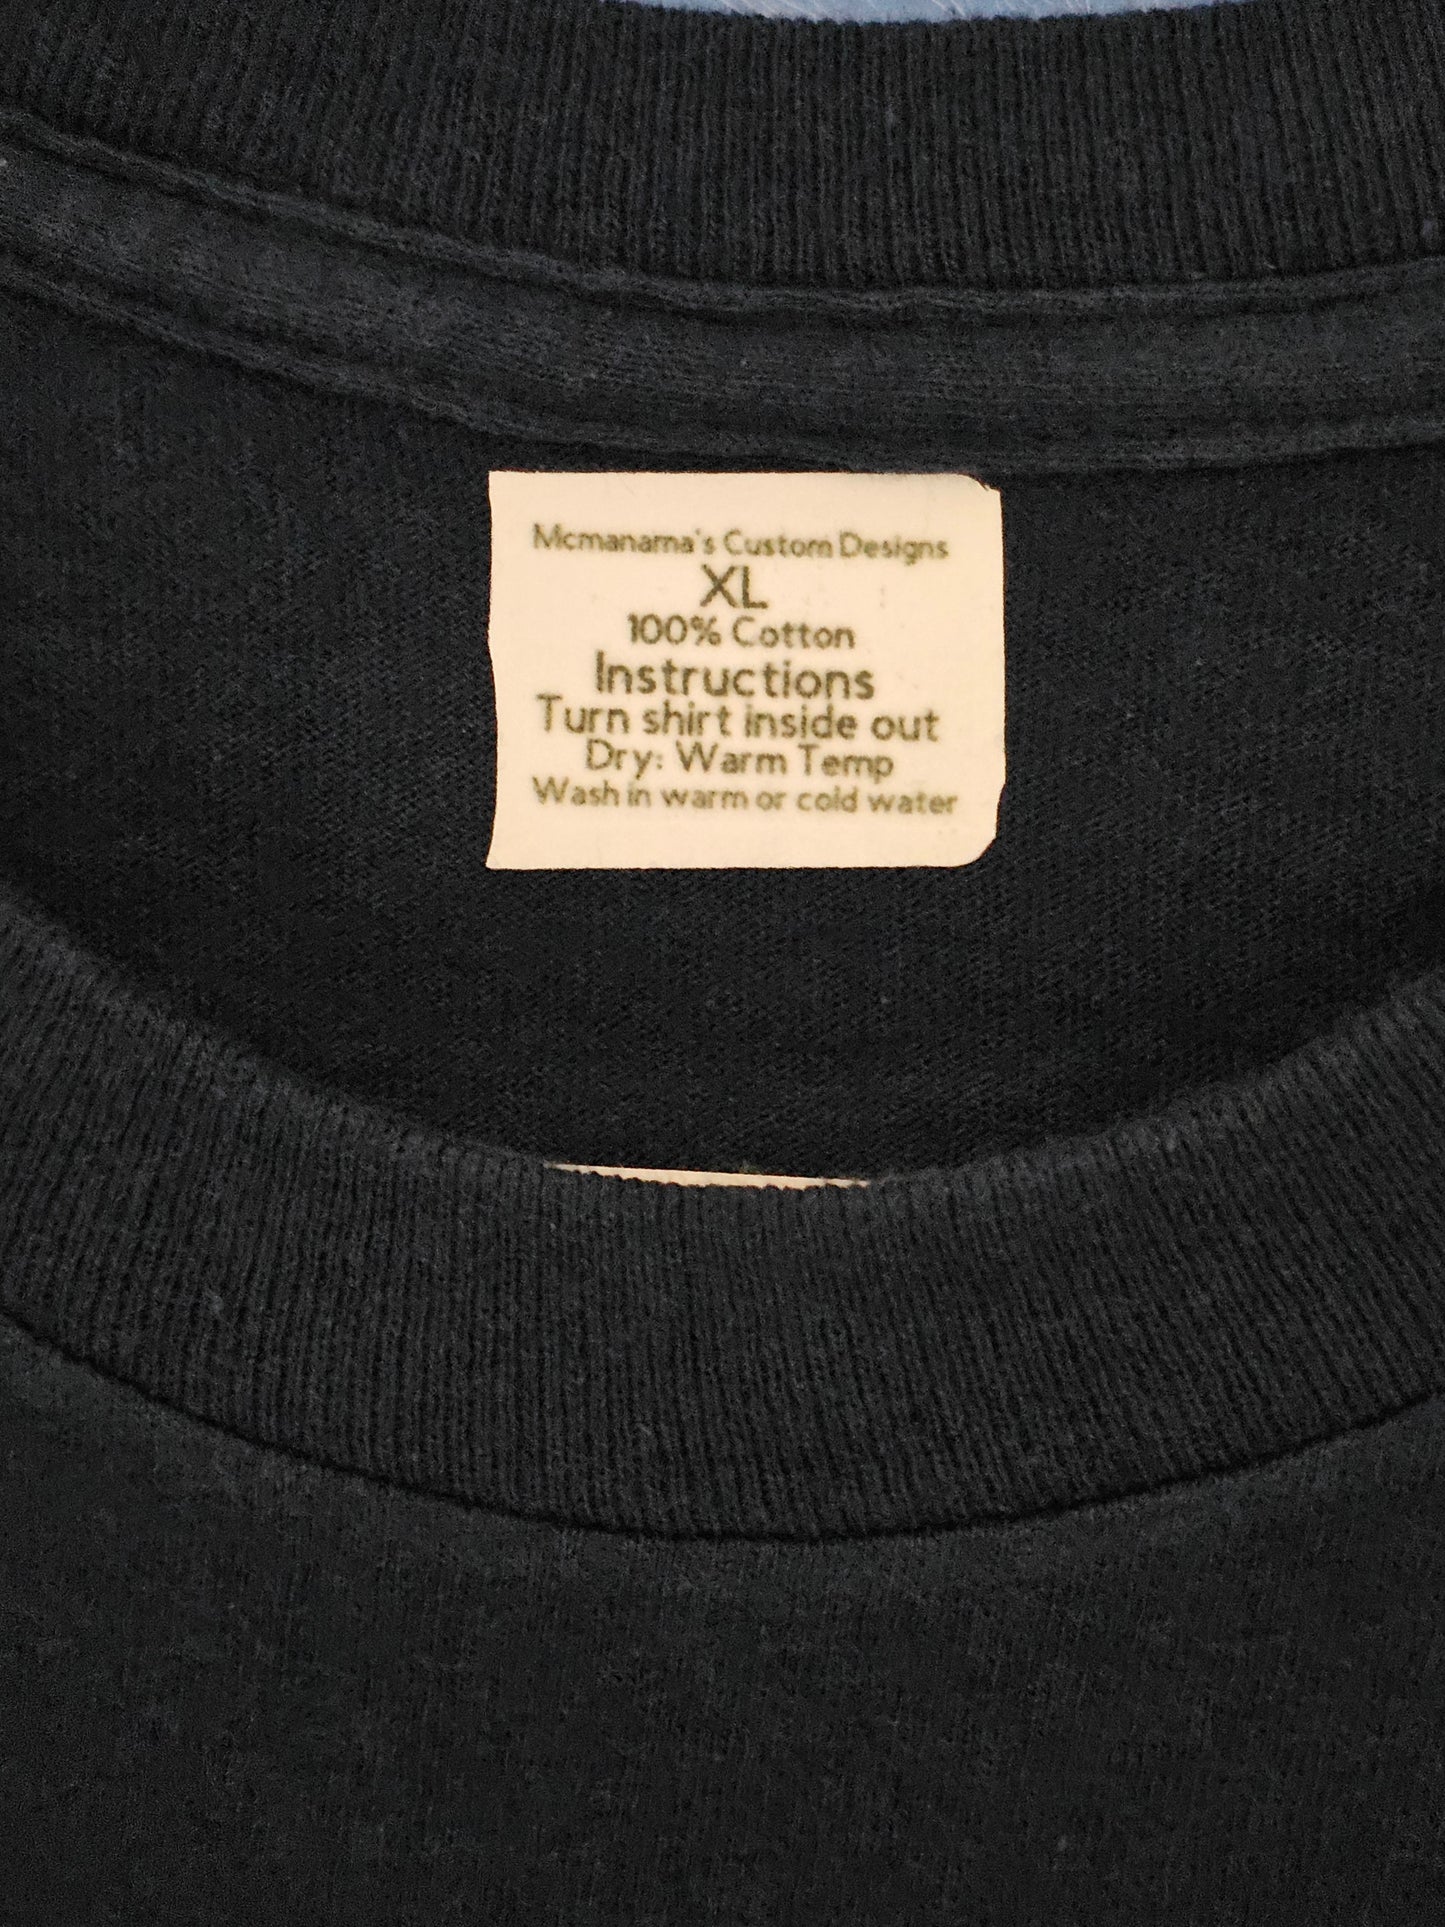 Mcmanama's Custom Designs
XL
100% Cotton
Instructions
Turn shirt inside out
Dry: Warm Temp
Wash in warm or cold water